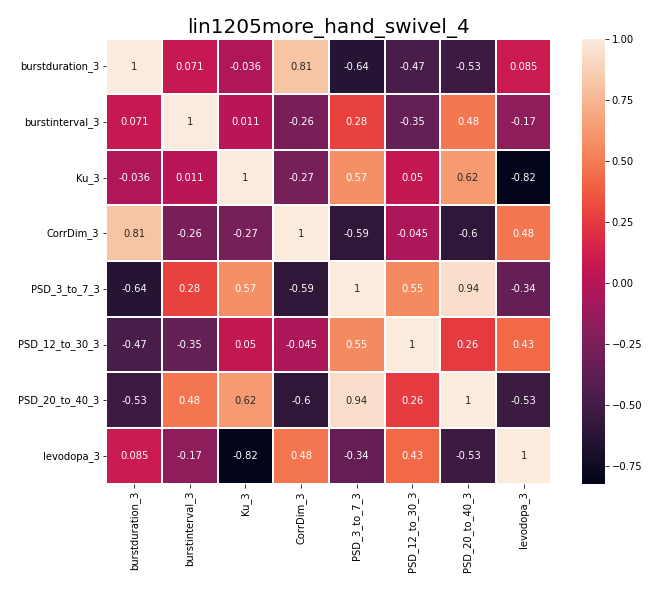 lin1205more_hand_swivel_4
burstduration_3 1 0.071 -0.036 0.81 -0.64 -0.47 -0.53 0.085
burstinterval_3 0.071 1 0.011 -0.26 0.28 -0.35 0.48 -0.17
Ku_3 -0.036 0.011 1 -0.27 0.57 0.05 0.62 -0.82
CorrDim_3 0.81 -0.26 -0.27 1 -0.59 -0.045 -0.6 0.48
PSD_3_to_7_3 -0.64 0.28 0.57 -0.59 1 0.55 0.94 -0.34
PSD_12_to_30_3 -0.47 -0.35 0.05 -0.045 0.55 1 0.26 0.43
PSD_20_to_40_3 -0.53 0.48 0.62 -0.6 0.94 0.26 1 -0.53
levodopa_3 0.085 -0.17 -0.82 0.48 -0.34 0.43 -0.53 1
burstduration_3
burstinterval_3
Ku_3
CorrDim_3
PSD_3_to_7_3
PSD_12_to_30_3
PSD_20_to_40_3
levodopa_3
1.00
0.75
0.50
0.25
0.00
−0.25
−0.50
−0.75